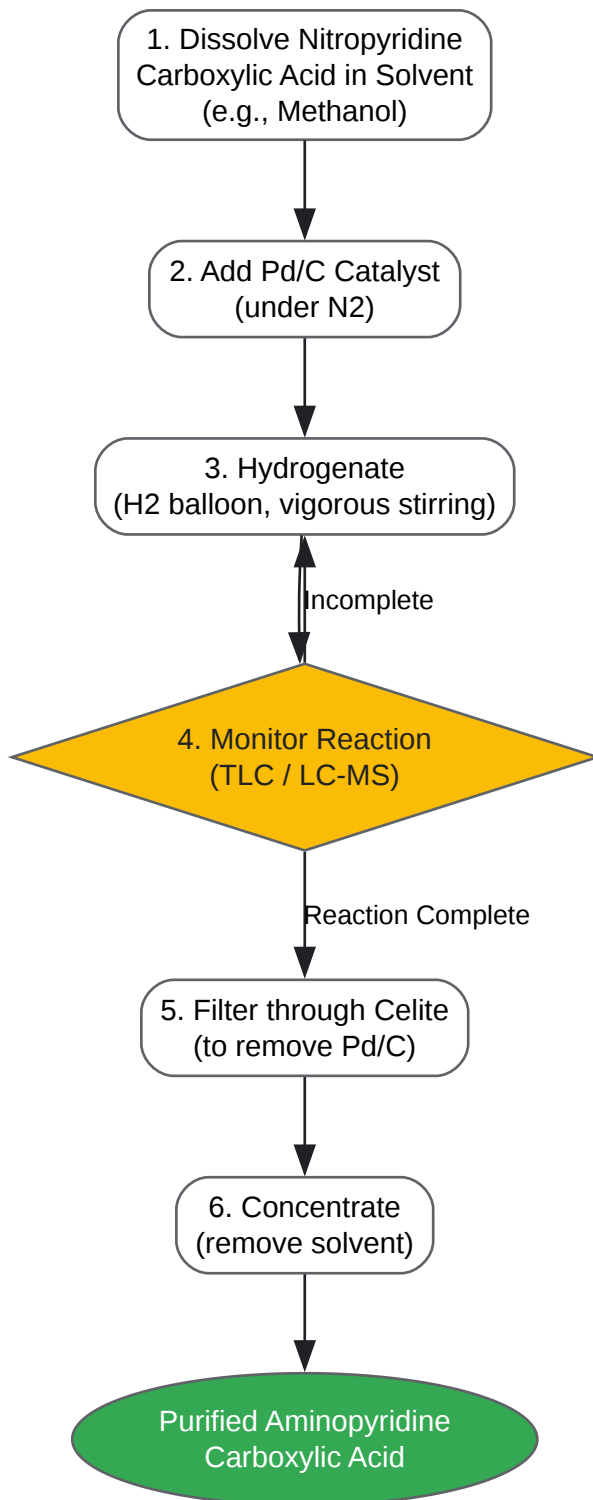 1. Dissolve Nitropyridine
Carboxylic Acid in Solvent
(e.g., Methanol)
2. Add Pd/C Catalyst
(under N2)
3. Hydrogenate
(H2 balloon, vigorous stirring)
Incomplete
4. Monitor Reaction
(TLC / LC-MS)
Reaction Complete
5. Filter through Celite
(to remove Pd/C)
6. Concentrate
(remove solvent)
Purified Aminopyridine
Carboxylic Acid